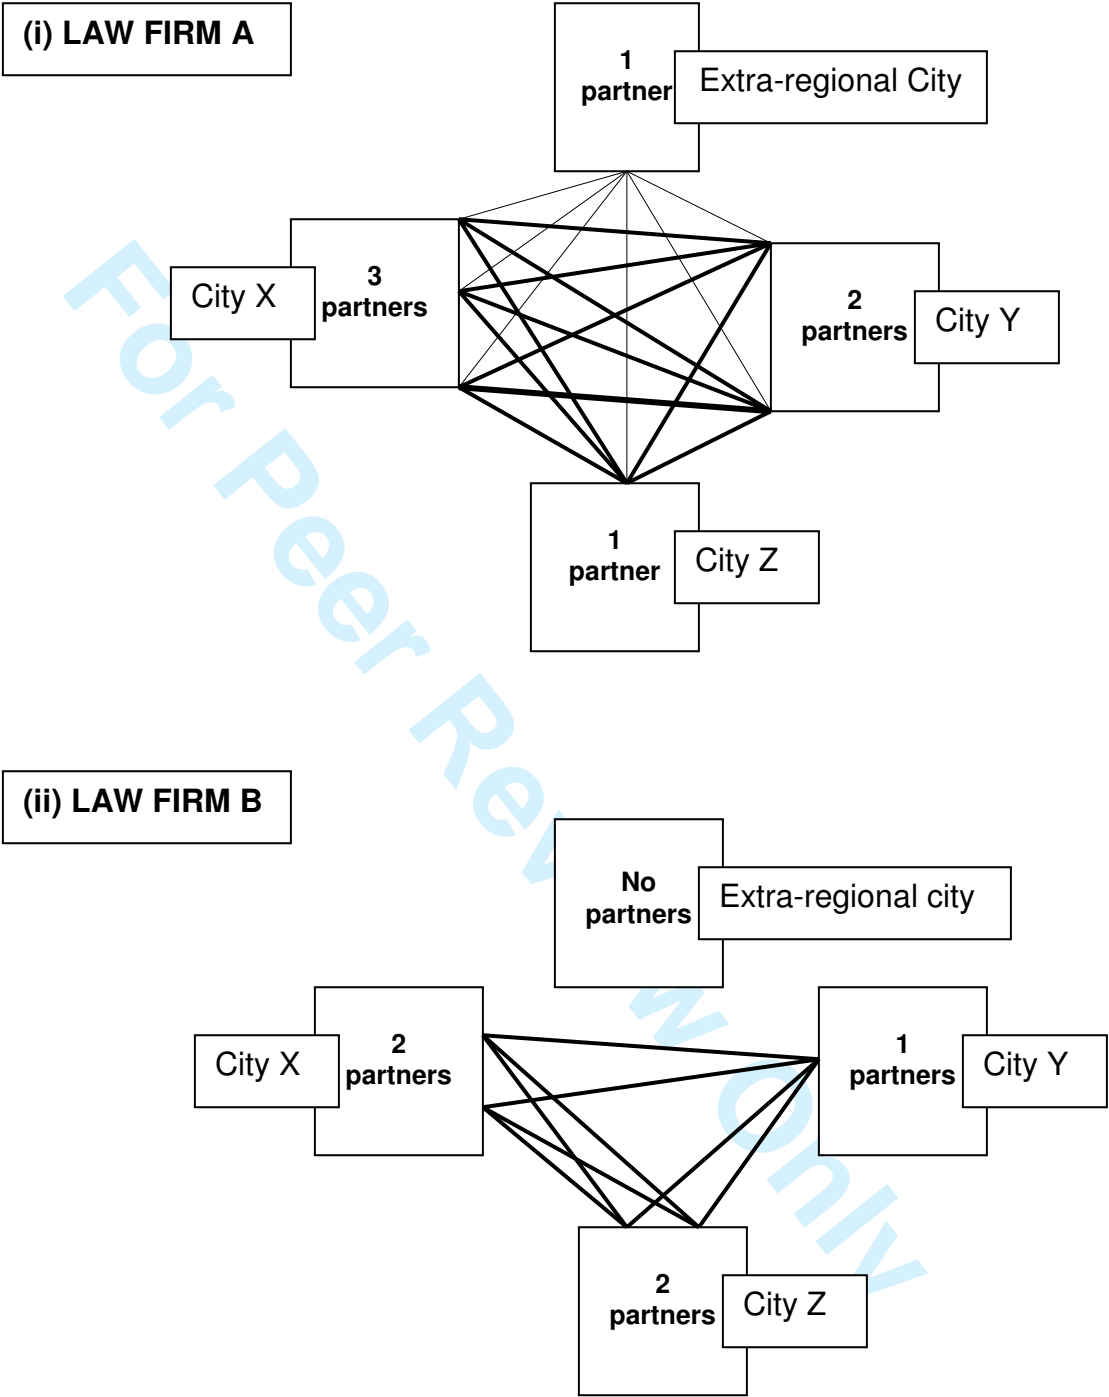 (i) LAW FIRM A
1
partner
Extra-regional City
3
partners
City X
2
partners
City Y
1
partner
City Z
(ii) LAW FIRM B
No
partners
Extra-regional city
2
partners
City X
1
partners
City Y
2
partners
City Z
For Peer Review Only